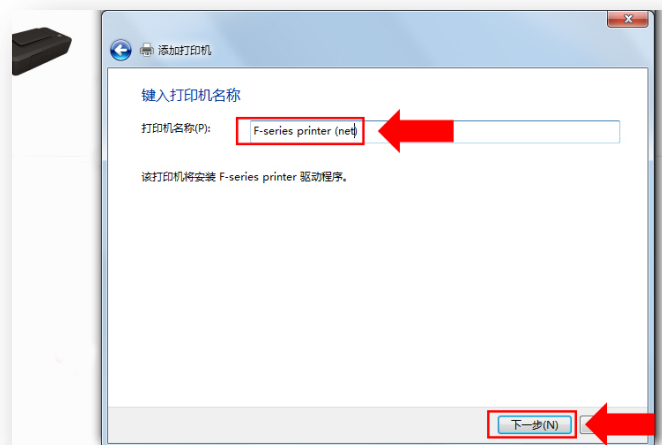 添加打印机
键入打印机名称
打印机名称(P):
F-series printer (net)
该打印机将安装 F-series printer 驱动程序。
下一步(N)